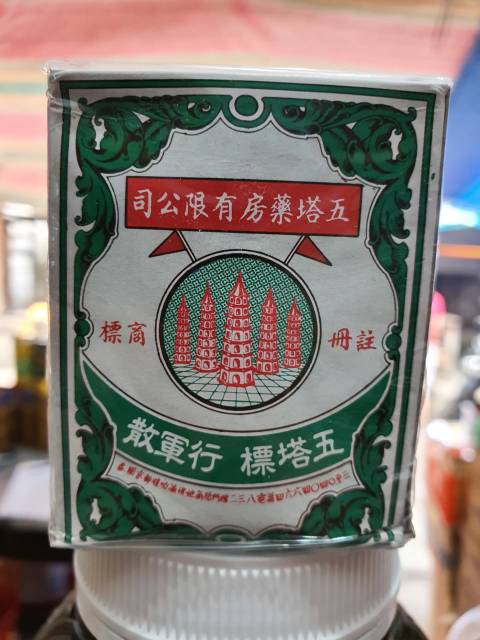 五塔藥房有限公司
註冊 商標
五塔標行軍散